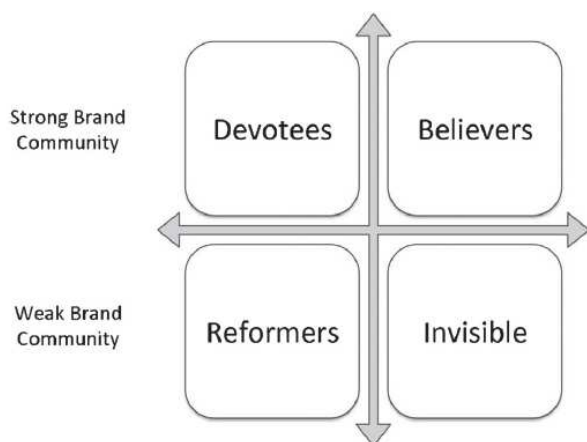 Strong Brand
Community
Devotees
Believers
Weak Brand
Community
Reformers
Invisible